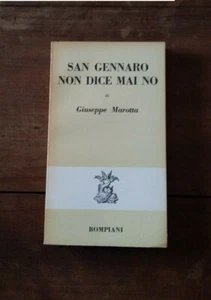 SAN GENNARO
NON DICE MAI NO
di
Giuseppe Marotta
BOMPIANI